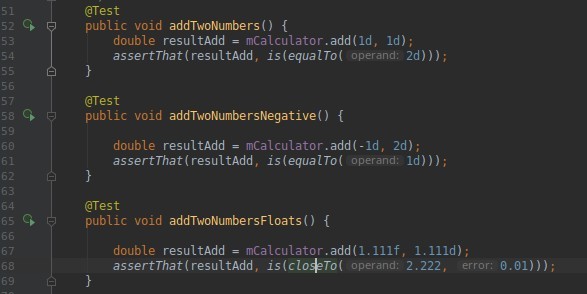 51 @Test
52 public void addTwoNumbers() {
53 double resultAdd = mCalculator.add(1d, 1d);
54 assertThat(resultAdd, is(equalTo( operand: 2d)));
55 }
56
57 @Test
58 public void addTwoNumbersNegative() {
59
60 double resultAdd = mCalculator.add(-1d, 2d);
61 assertThat(resultAdd, is(equalTo( operand: 1d)));
62 }
63
64 @Test
65 public void addTwoNumbersFloats() {
66
67 double resultAdd = mCalculator.add(1.111f, 1.111d);
68 assertThat(resultAdd, is(closeTo( operand: 2.222, error: 0.01)));
69 }